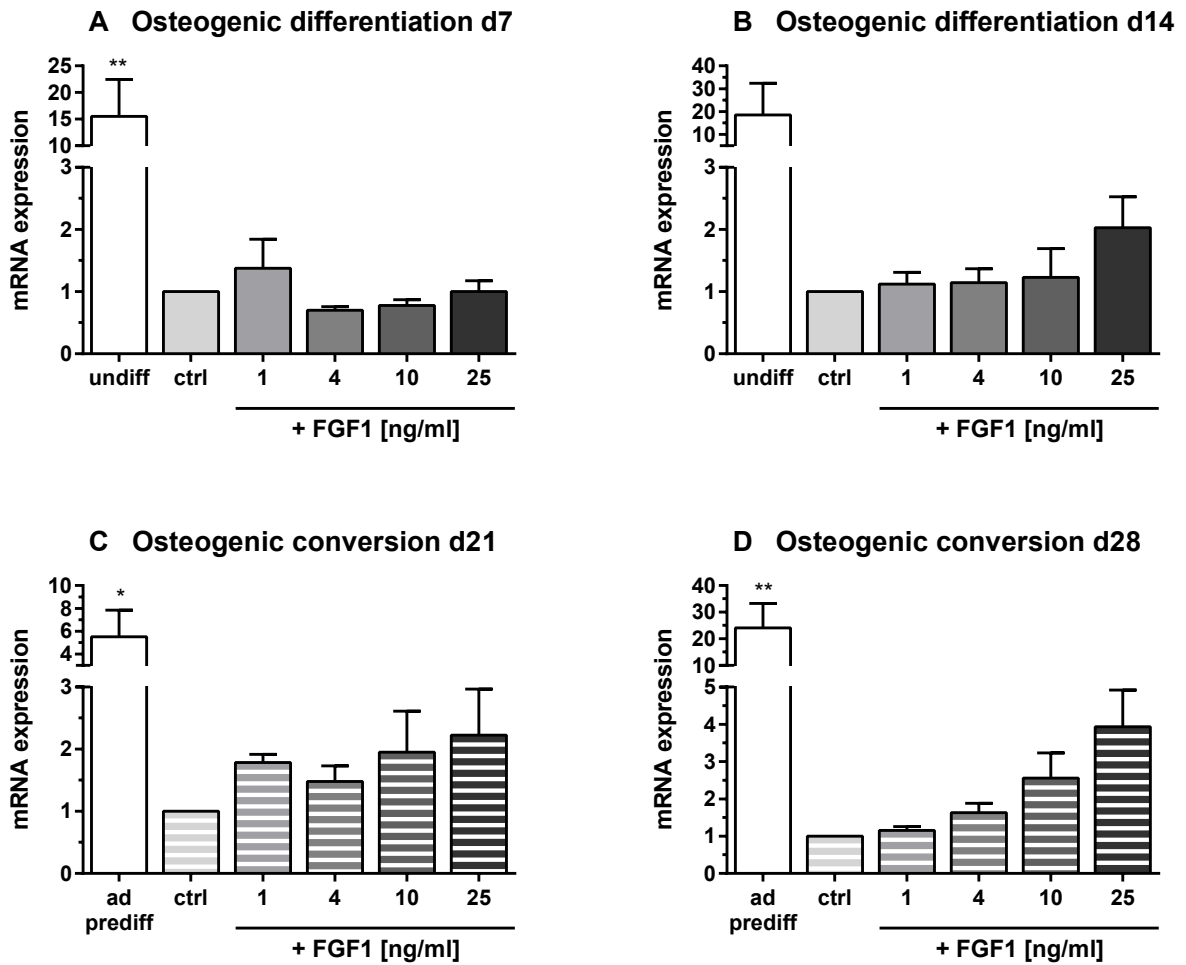 A Osteogenic differentiation d7
mRNA expression
25
20
15
10
3
2
1
0
**
undiff ctrl 1 4 10 25
+ FGF1 [ng/ml]
B Osteogenic differentiation d14
mRNA expression
40
30
20
10
3
2
1
0
undiff ctrl 1 4 10 25
+ FGF1 [ng/ml]
C Osteogenic conversion d21
mRNA expression
10
8
6
4
3
2
1
0
*
ad ctrl 1 4 10 25
prediff
+ FGF1 [ng/ml]
D Osteogenic conversion d28
mRNA expression
40
30
20
10
5
4
3
2
1
0
**
ad ctrl 1 4 10 25
prediff
+ FGF1 [ng/ml]